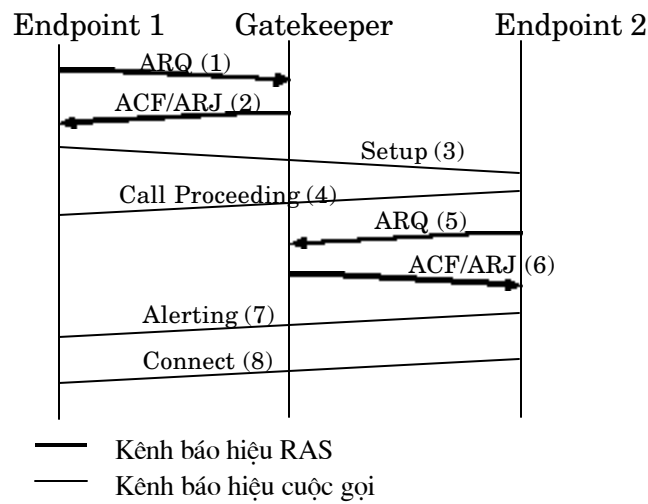 Endpoint 1 Gatekeeper Endpoint 2
ARQ (1)
ACF/ARJ (2)
Setup (3)
Call Proceeding (4)
ARQ (5)
ACF/ARJ (6)
Alerting (7)
Connect (8)
Kênh báo hiệu RAS
Kênh báo hiệu cuộc gọi